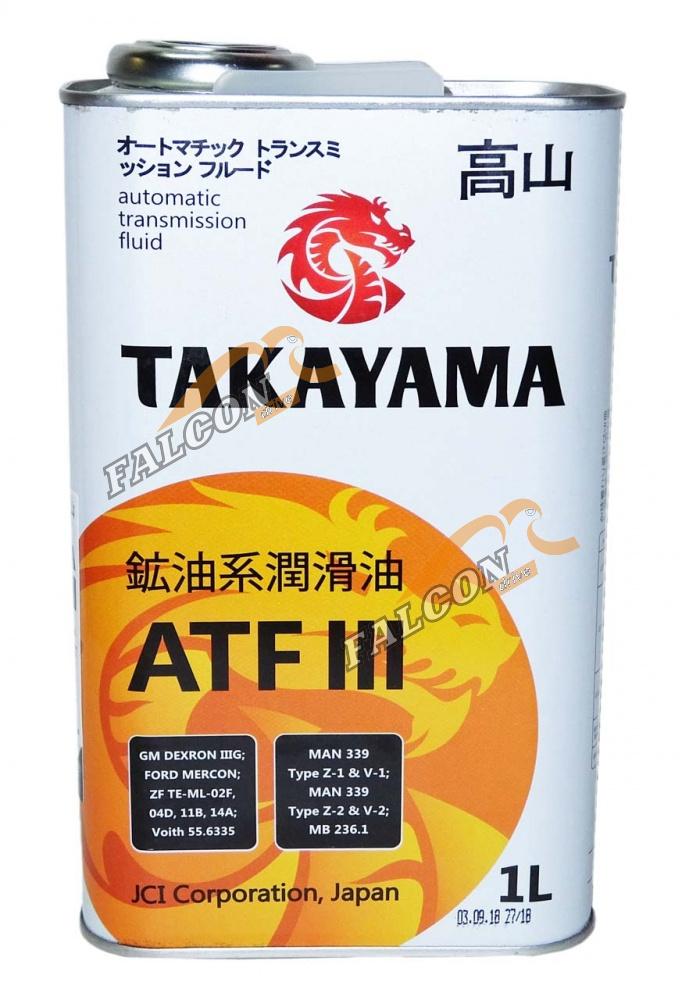 オートマチック トランスミ
ッション フルード
automatic
transmission
fluid
高山
TAKAYAMA
FALCON
drive
鉱油系潤滑油
FALCON
drive
ATF III
GM DEXRON IIIG;
FORD MERCON;
ZF TE-ML-02F,
04D, 11B, 14A;
Voith 55.6335
MAN 339
Type Z-1 & V-1;
MAN 339
Type Z-2 & V-2;
MB 236.1
JCI Corporation, Japan
1L
03.09.18 27/18